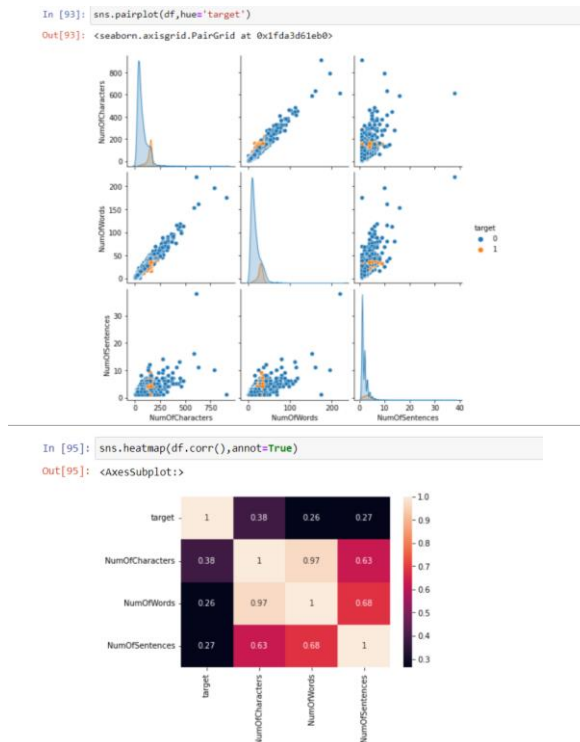 In [93]: sns.pairplot(df,hue='target')
Out[93]: <seaborn.axisgrid.PairGrid at 0x1fda3d61eb0>
NumOfCharacters
800
600
400
200
0
NumOfWords
200
150
100
50
0
target
0
1
NumOfSentences
30
20
10
0
0 250 500 750
NumOfCharacters
0 100 200
NumOfWords
0 10 20 30 40
NumOfSentences
In [95]: sns.heatmap(df.corr(),annot=True)
Out[95]: <AxesSubplot:>
target 1 0.38 0.26 0.27
NumOfCharacters 0.38 1 0.97 0.63
NumOfWords 0.26 0.97 1 0.68
NumOfSentences 0.27 0.63 0.68 1
target
NumOfCharacters
NumOfWords
NumOfSentences
1.0
0.9
0.8
0.7
0.6
0.5
0.4
0.3